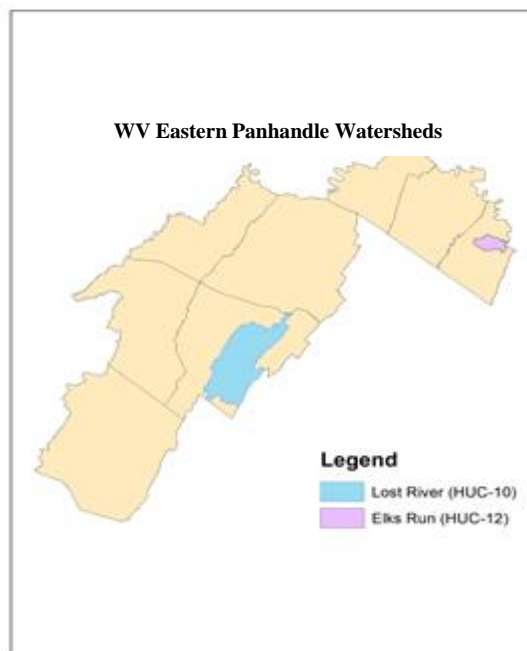 WV Eastern Panhandle Watersheds
Legend
Lost River (HUC-10)
Elks Run (HUC-12)